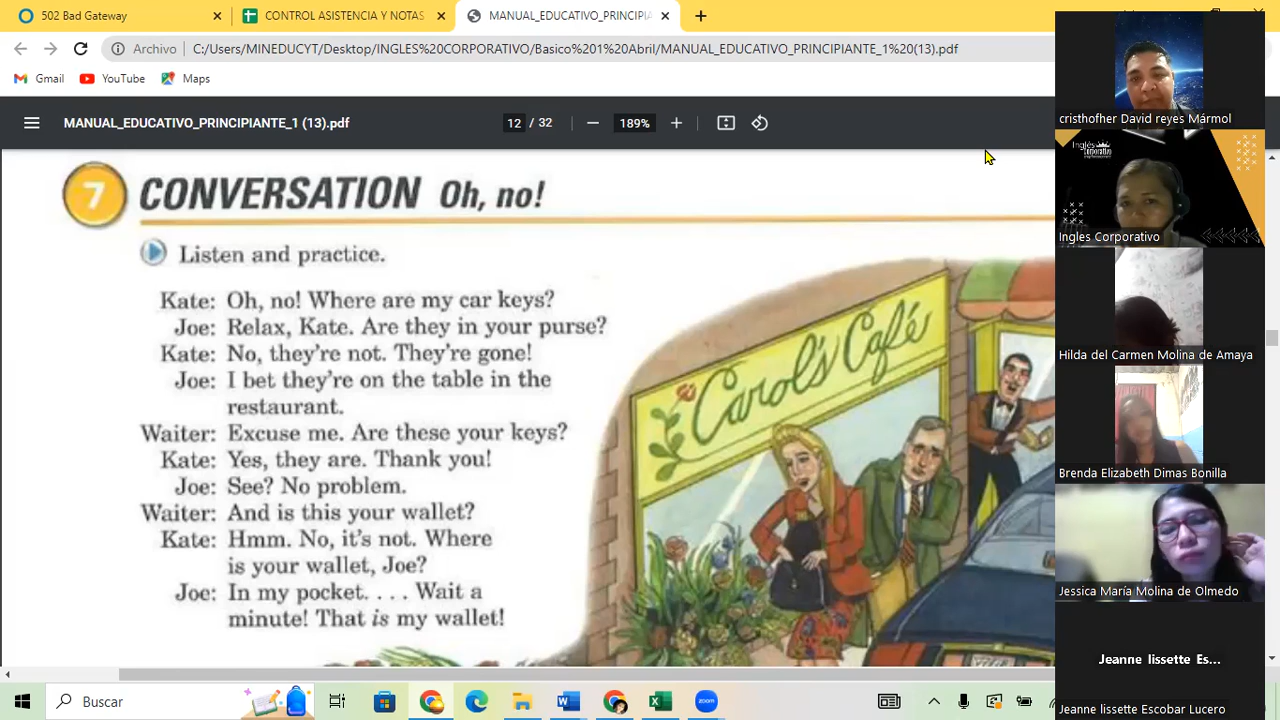 502 Bad Gateway
CONTROL ASISTENCIA Y NOTAS
MANUAL_EDUCATIVO_PRINCIPIA
Archivo
C:/Users/MINEDUCYT/Desktop/INGLES%20CORPORATIVO/Basico%201%20Abril/MANUAL_EDUCATIVO_PRINCIPIANTE_1%20(13).pdf
Gmail YouTube Maps
MANUAL_EDUCATIVO_PRINCIPIANTE_1 (13).pdf
12 / 32
189%
7 CONVERSATION Oh, no!
Listen and practice.
Kate: Oh, no! Where are my car keys?
Joe: Relax, Kate. Are they in your purse?
Kate: No, they're not. They're gone!
Joe: I bet they're on the table in the
restaurant.
Waiter: Excuse me. Are these your keys?
Kate: Yes, they are. Thank you!
Joe: See? No problem.
Waiter: And is this your wallet?
Kate: Hmm. No, it's not. Where
is your wallet, Joe?
Joe: In my pocket. . . . Wait a
minute! That is my wallet!
Carol's Café
cristhofher David reyes Mármol
Inglés
Corporativo
Ingles Corporativo
Hilda del Carmen Molina de Amaya
Brenda Elizabeth Dimas Bonilla
Jessica María Molina de Olmedo
Jeanne lissette Es...
Jeanne lissette Escobar Lucero
Buscar
zoom